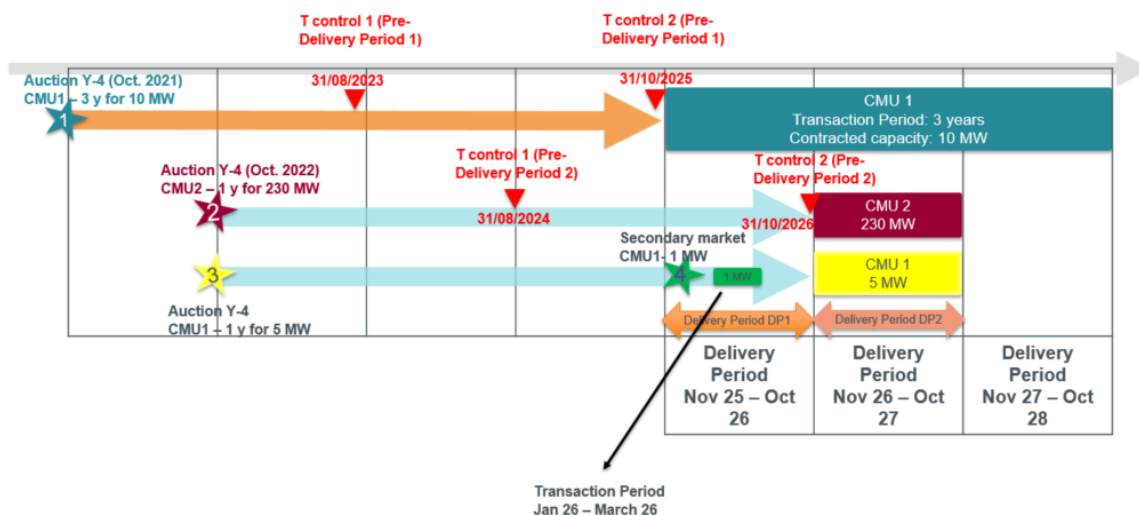 T control 1 (Pre-
Delivery Period 1)
T control 2 (Pre-
Delivery Period 1)
Auction Y-4 (Oct. 2021)
CMU1 – 3 y for 10 MW
31/08/2023
31/10/2025
1
CMU 1
Transaction Period: 3 years
Contracted capacity: 10 MW
Auction Y-4 (Oct. 2022)
CMU2 – 1 y for 230 MW
T control 1 (Pre-
Delivery Period 2)
T control 2 (Pre-
Delivery Period 2)
2
31/08/2024
31/10/2026
CMU 2
230 MW
Secondary market
CMU1- 1 MW
3
4
1 MW
CMU 1
5 MW
Auction Y-4
CMU1 – 1 y for 5 MW
Delivery Period DP1
Delivery Period DP2
Delivery
Period
Nov 25 – Oct
26
Delivery
Period
Nov 26 – Oct
27
Delivery
Period
Nov 27 – Oct
28
Transaction Period
Jan 26 – March 26